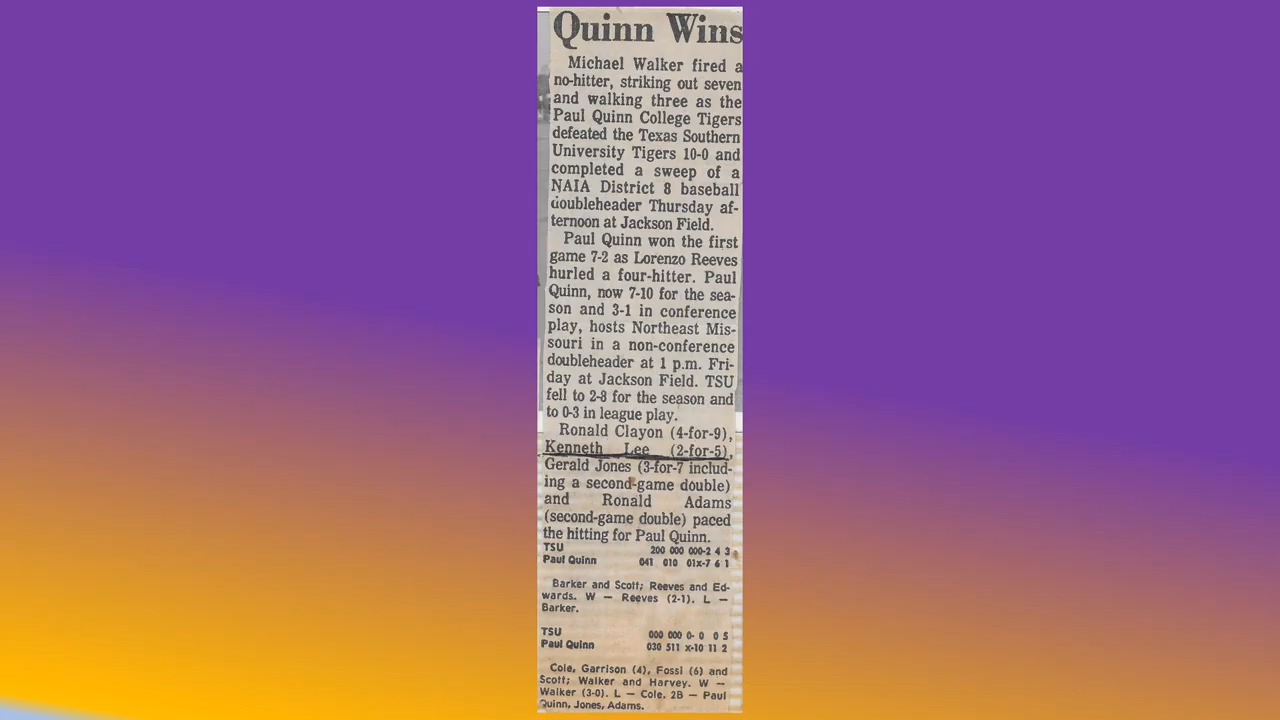 Quinn Wins
Michael Walker fired a
no-hitter, striking out seven
and walking three as the
Paul Quinn College Tigers
defeated the Texas Southern
University Tigers 10-0 and
completed a sweep of a
NAIA District 8 baseball
doubleheader Thursday af-
ternoon at Jackson Field.
Paul Quinn won the first
game 7-2 as Lorenzo Reeves
hurled a four-hitter. Paul
Quinn, now 7-10 for the sea-
son and 3-1 in conference
play, hosts Northeast Mis-
souri in a non-conference
doubleheader at 1 p.m. Fri-
day at Jackson Field. TSU
fell to 2-8 for the season and
to 0-3 in league play.
Ronald Clayon (4-for-9),
Kenneth Lee (2-for-5),
Gerald Jones (3-for-7 includ-
ing a second-game double)
and Ronald Adams
(second-game double) paced
the hitting for Paul Quinn.
TSU 200 000 000-2 4 3
Paul Quinn 041 010 01x-7 6 1
Barker and Scott; Reeves and Ed-
wards. W — Reeves (2-1). L —
Barker.
TSU 000 000 0- 0 0 5
Paul Quinn 030 511 x-10 11 2
Cole, Garrison (4), Fossi (6) and
Scott; Walker and Harvey. W —
Walker (3-0). L — Cole. 2B — Paul
Quinn, Jones, Adams.